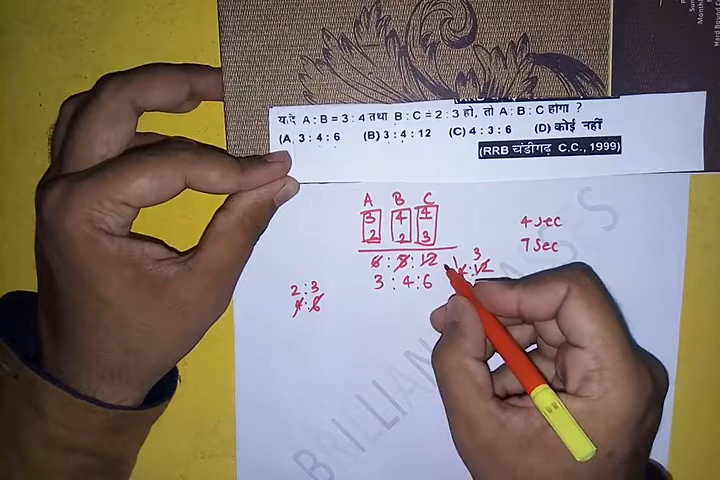 यदि A : B = 3 : 4 तथा B : C = 2 : 3 हो, तो A : B : C होगा ?
(A, 3 : 4 : 6 (B) 3 : 4 : 12 (C) 4 : 3 : 6 (D) कोई नहीं
(RRB चंडीगढ़ C.C., 1999)
A B C
3 4 4
2 2 3
6 : 8 : 12
3 : 4 : 6
3
12
2 : 3
4 : 6
4 Sec
7 Sec